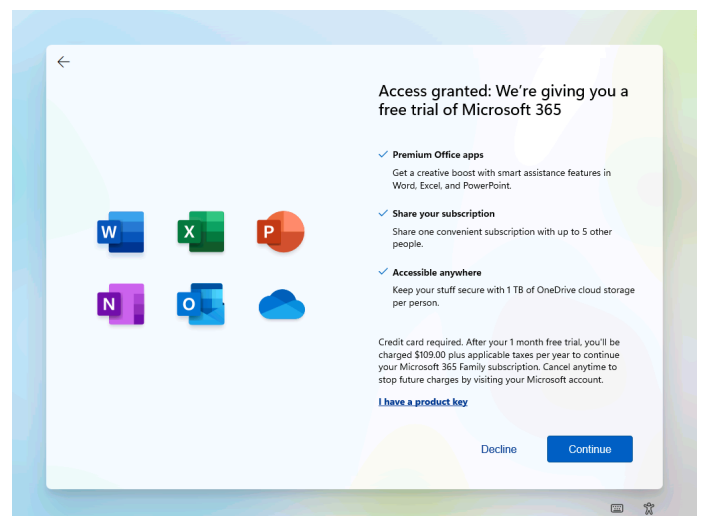 Access granted: We're giving you a
free trial of Microsoft 365
Premium Office apps
Get a creative boost with smart assistance features in
Word, Excel, and PowerPoint.
Share your subscription
Share one convenient subscription with up to 5 other
people.
Accessible anywhere
Keep your stuff secure with 1 TB of OneDrive cloud storage
per person.
W
X
P
N
O
Credit card required. After your 1 month free trial, you'll be
charged $109.00 plus applicable taxes per year to continue
your Microsoft 365 Family subscription. Cancel anytime to
stop future charges by visiting your Microsoft account.
I have a product key
Decline
Continue